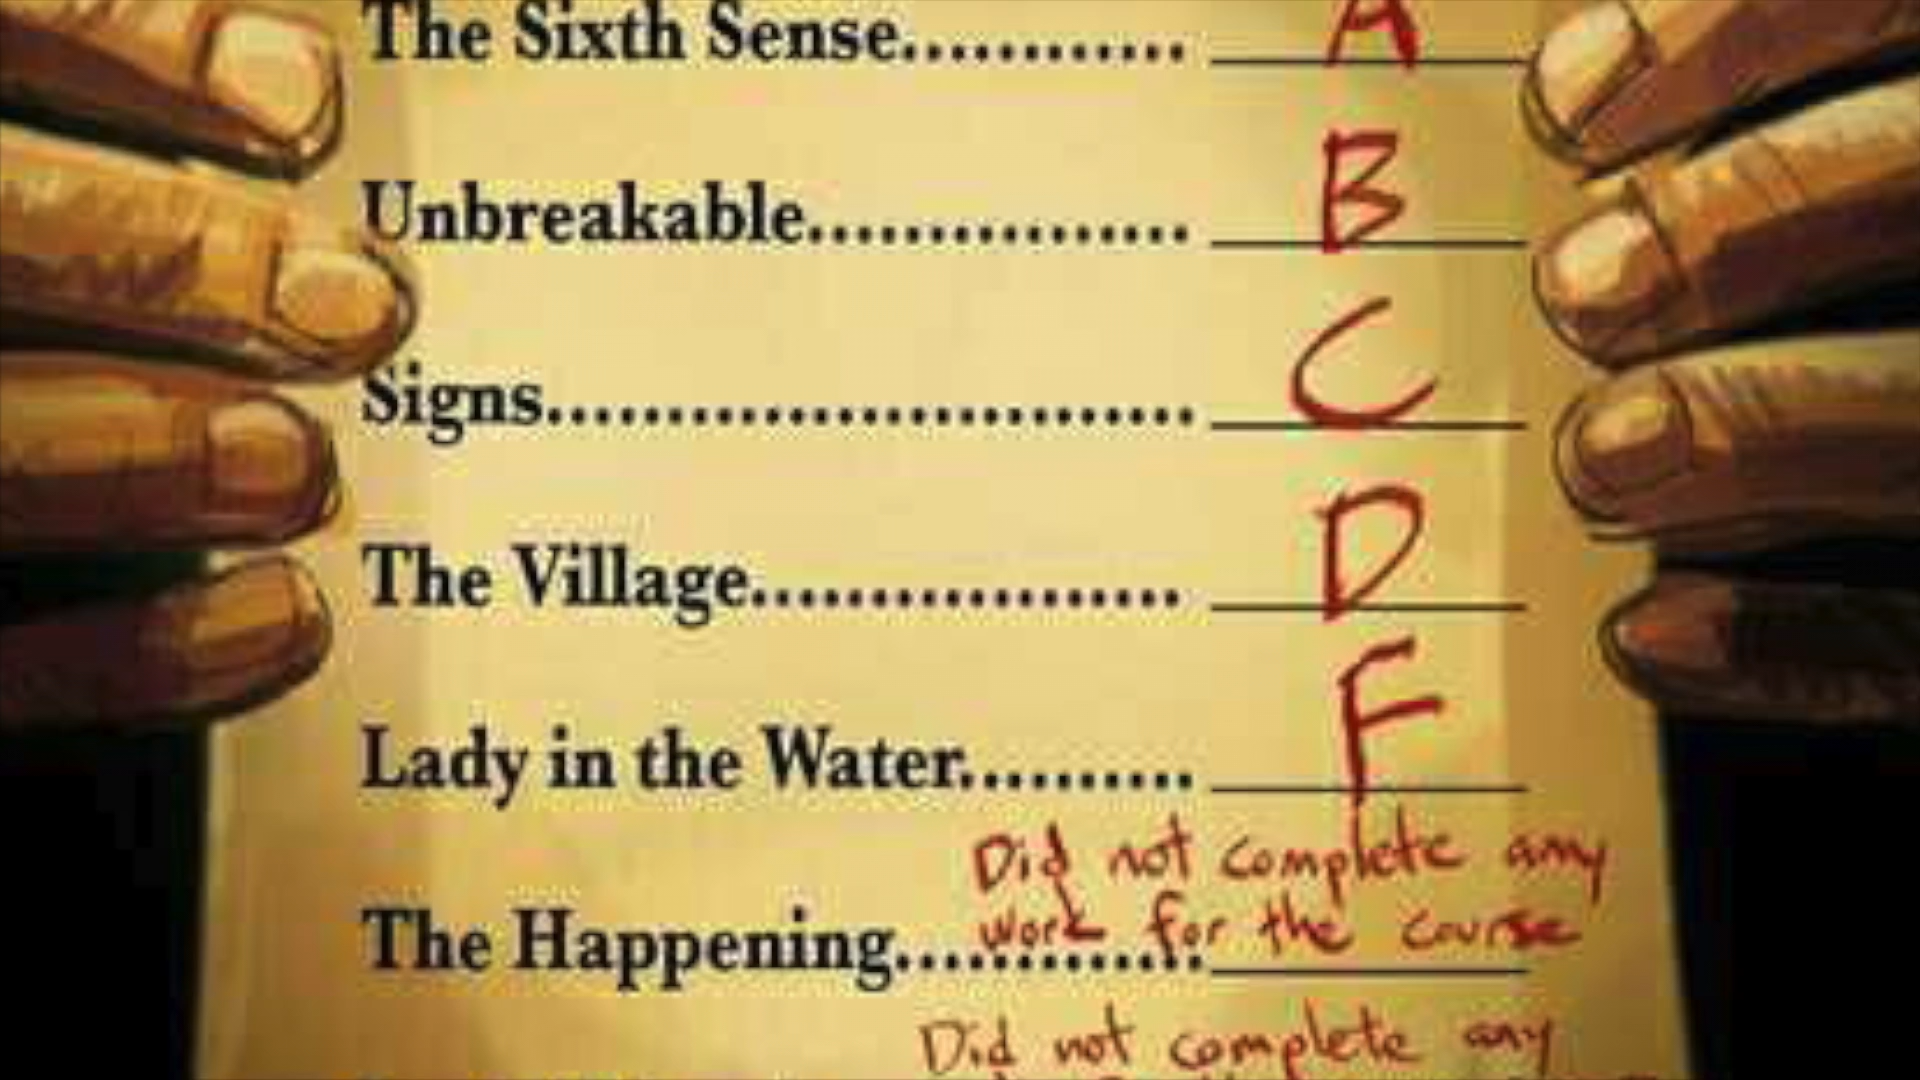 The Sixth Sense............ A
Unbreakable................ B
Signs........................... C
The Village.................. D
Lady in the Water.......... F
Did not complete any
work for the course
The Happening.............
Did not complete any